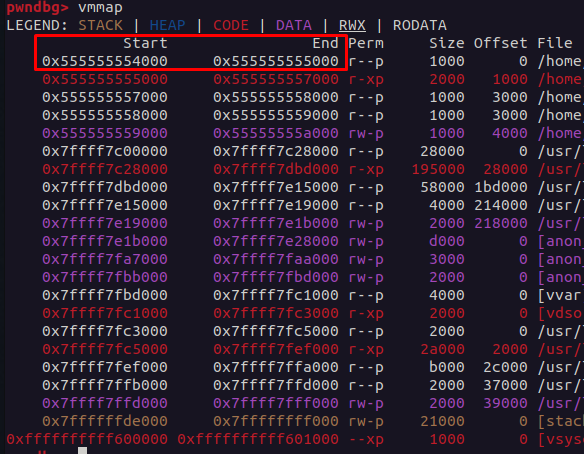 pwndbg> vmmap
LEGEND: STACK | HEAP | CODE | DATA | RWX | RODATA
Start End Perm Size Offset File
0x555555554000 0x555555555000 r--p 1000 0 /home
0x555555555000 0x555555557000 r-xp 2000 1000 /home
0x555555557000 0x555555558000 r--p 1000 3000 /home
0x555555558000 0x555555559000 r--p 1000 3000 /home
0x555555559000 0x55555555a000 rw-p 1000 4000 /home
0x7ffff7c00000 0x7ffff7c28000 r--p 28000 0 /usr/
0x7ffff7c28000 0x7ffff7dbd000 r-xp 195000 28000 /usr/
0x7ffff7dbd000 0x7ffff7e15000 r--p 58000 1bd000 /usr/
0x7ffff7e15000 0x7ffff7e19000 r--p 4000 214000 /usr/
0x7ffff7e19000 0x7ffff7e1b000 rw-p 2000 218000 /usr/
0x7ffff7e1b000 0x7ffff7e28000 rw-p d000 0 [anon_
0x7ffff7fa7000 0x7ffff7faa000 rw-p 3000 0 [anon_
0x7ffff7fbb000 0x7ffff7fbd000 rw-p 2000 0 [anon_
0x7ffff7fbd000 0x7ffff7fc1000 r--p 4000 0 [vvar
0x7ffff7fc1000 0x7ffff7fc3000 r-xp 2000 0 [vdso
0x7ffff7fc3000 0x7ffff7fc5000 r--p 2000 0 /usr/
0x7ffff7fc5000 0x7ffff7fef000 r-xp 2a000 2000 /usr/
0x7ffff7fef000 0x7ffff7ffa000 r--p b000 2c000 /usr/
0x7ffff7ffb000 0x7ffff7ffd000 r--p 2000 37000 /usr/
0x7ffff7ffd000 0x7ffff7fff000 rw-p 2000 39000 /usr/
0x7ffffffde000 0x7ffffffff000 rw-p 21000 0 [stac
0xffffffffff600000 0xffffffffff601000 --xp 1000 0 [vsys